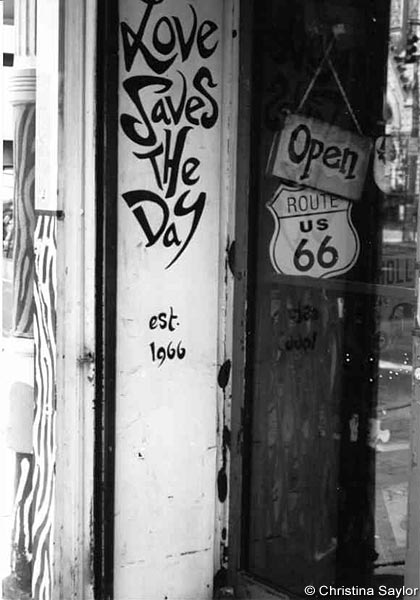 Love
Saves
The
Day
est.
1966
Open
ROUTE
US
66
© Christina Saylor